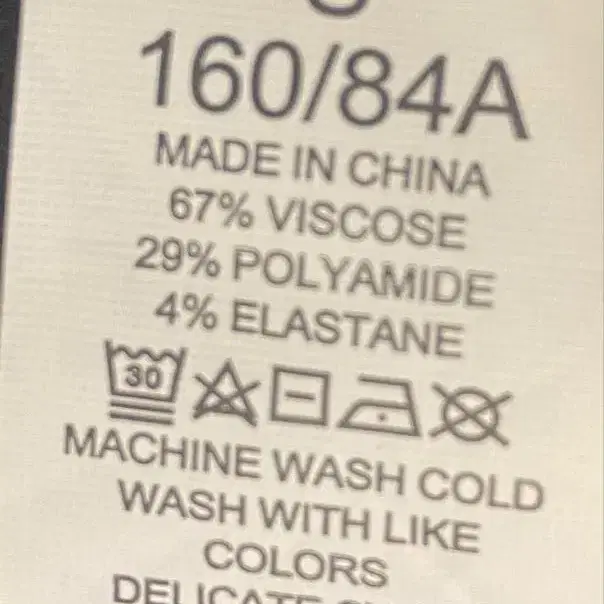 160/84A
MADE IN CHINA
67% VISCOSE
29% POLYAMIDE
4% ELASTANE
30
MACHINE WASH COLD
WASH WITH LIKE
COLORS
DELICATE